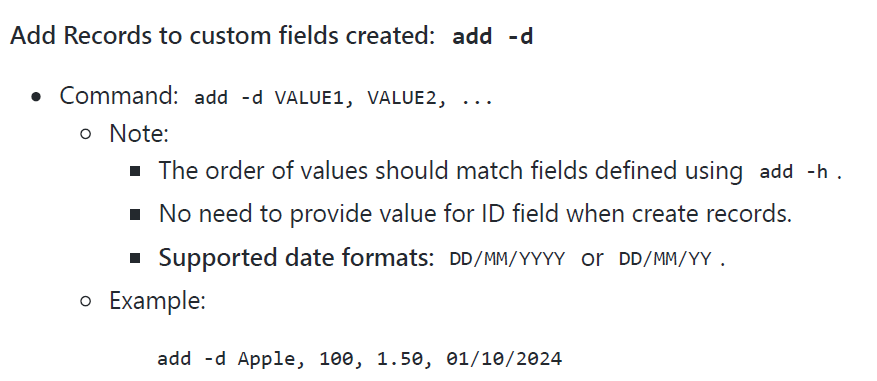 Add Records to custom fields created: add -d
• Command: add -d VALUE1, VALUE2, ...
○ Note:
▪ The order of values should match fields defined using add -h .
▪ No need to provide value for ID field when create records.
▪ Supported date formats: DD/MM/YYYY or DD/MM/YY .
○ Example:
add -d Apple, 100, 1.50, 01/10/2024